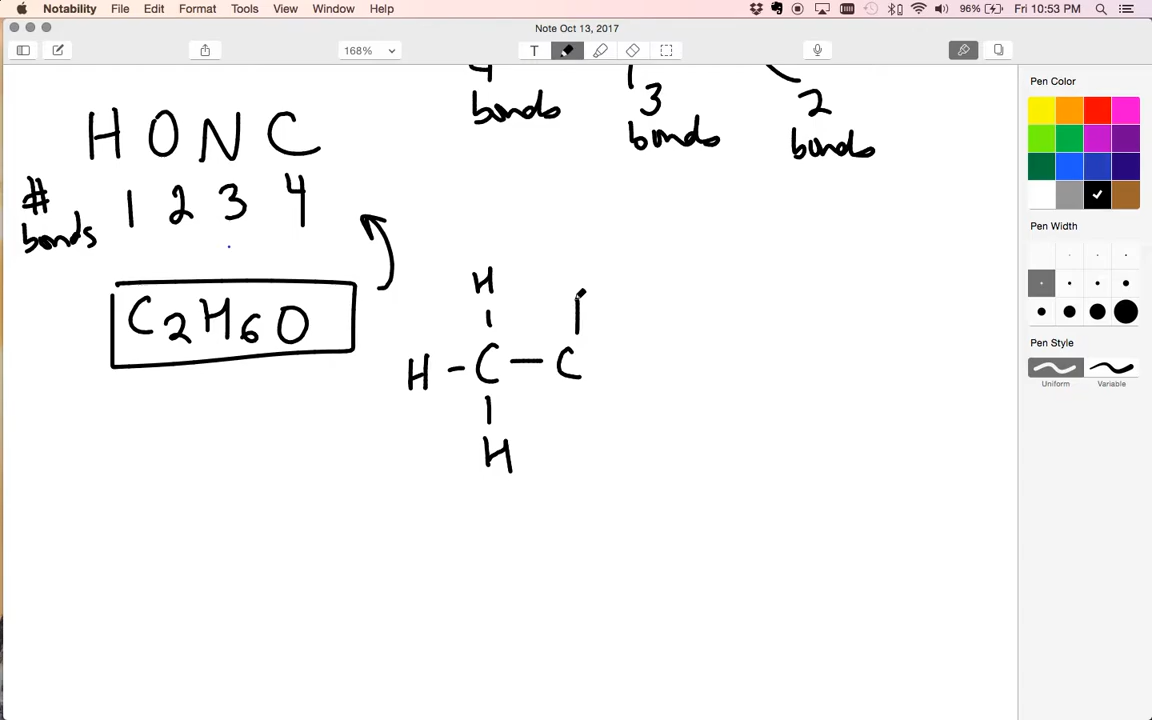 Notability File Edit Format Tools View Window Help 96% Fri 10:53 PM
Note Oct 13, 2017
168% T
Pen Color
Pen Width
Pen Style
Uniform Variable
4 3 2
bonds bonds bonds
H O N C
# bonds 1 2 3 4
C2H6O
H
H - C - C
H